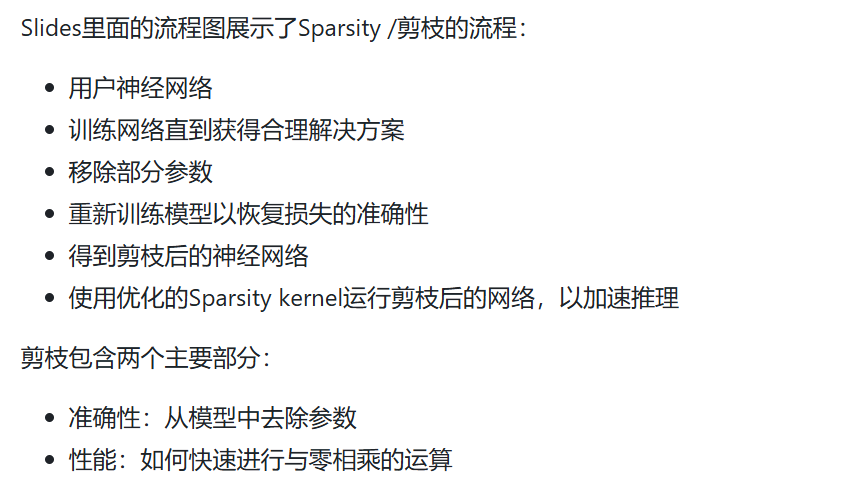 Slides里面的流程图展示了Sparsity /剪枝的流程：
• 用户神经网络
• 训练网络直到获得合理解决方案
• 移除部分参数
• 重新训练模型以恢复损失的准确性
• 得到剪枝后的神经网络
• 使用优化的Sparsity kernel运行剪枝后的网络，以加速推理
剪枝包含两个主要部分：
• 准确性：从模型中去除参数
• 性能：如何快速进行与零相乘的运算